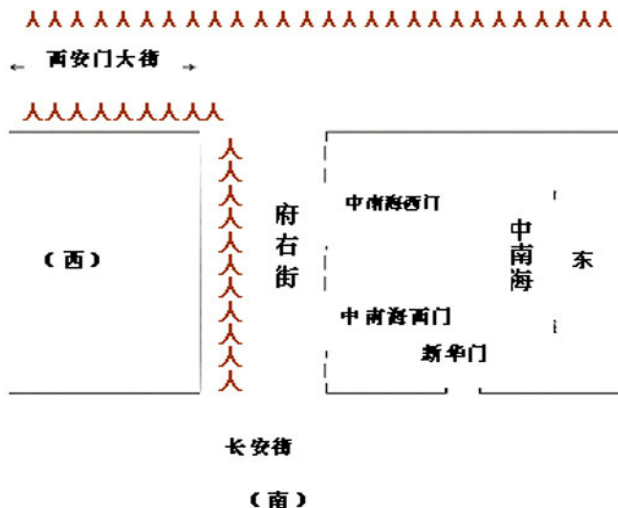 西安门大街
府右街
中南海西门
中南海
(西)
东
中南海西门
新华门
长安街
(南)